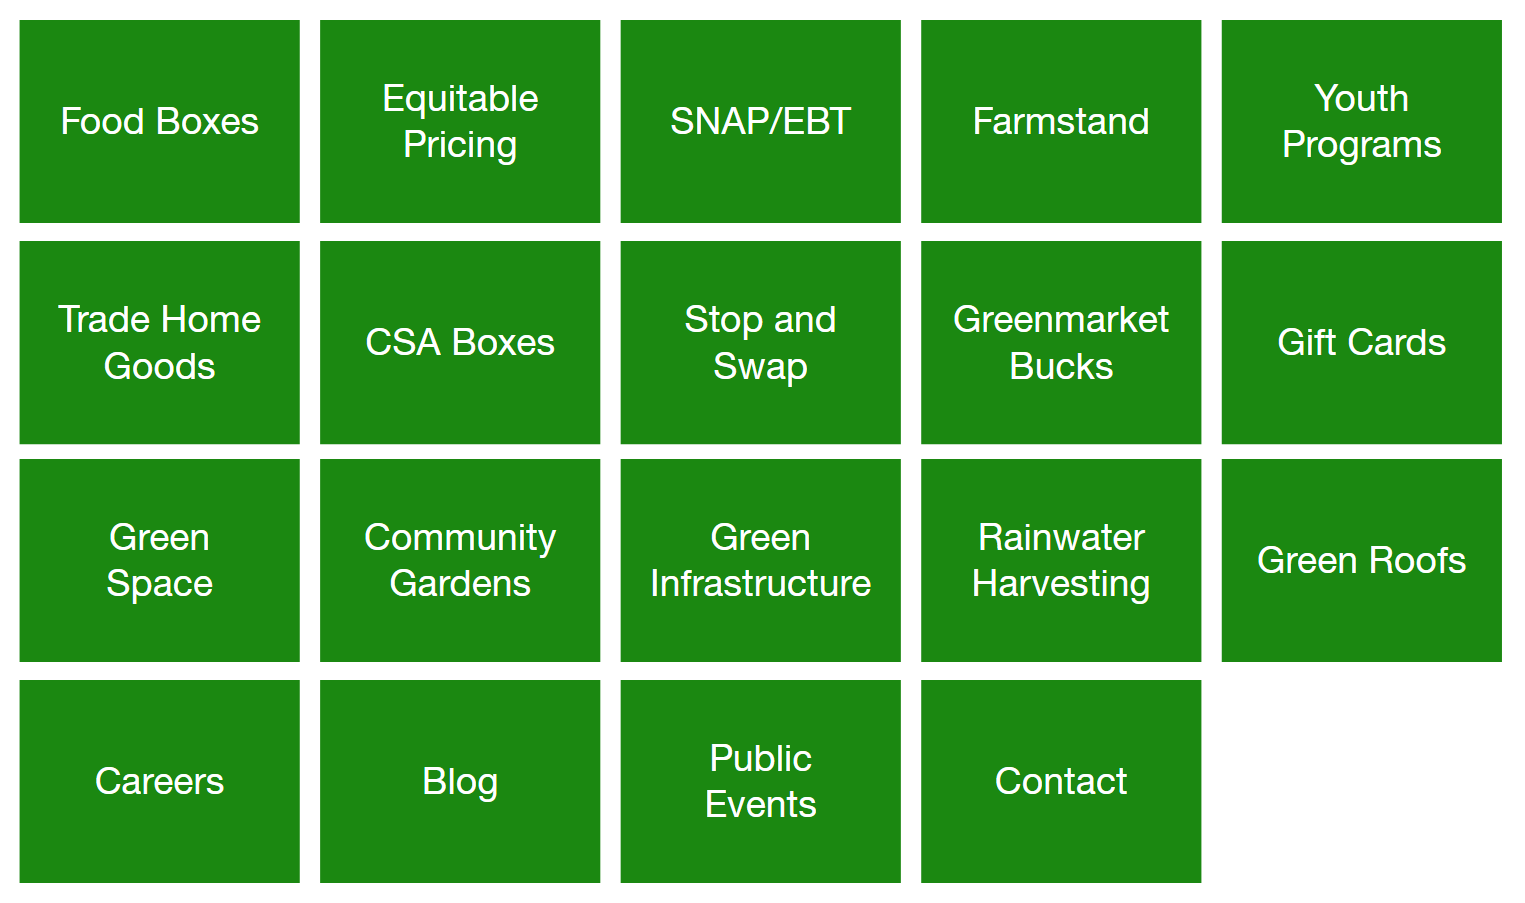 Food Boxes
Equitable
Pricing
SNAP/EBT
Farmstand
Youth
Programs
Trade Home
Goods
CSA Boxes
Stop and
Swap
Greenmarket
Bucks
Gift Cards
Green
Space
Community
Gardens
Green
Infrastructure
Rainwater
Harvesting
Green Roofs
Careers
Blog
Public
Events
Contact